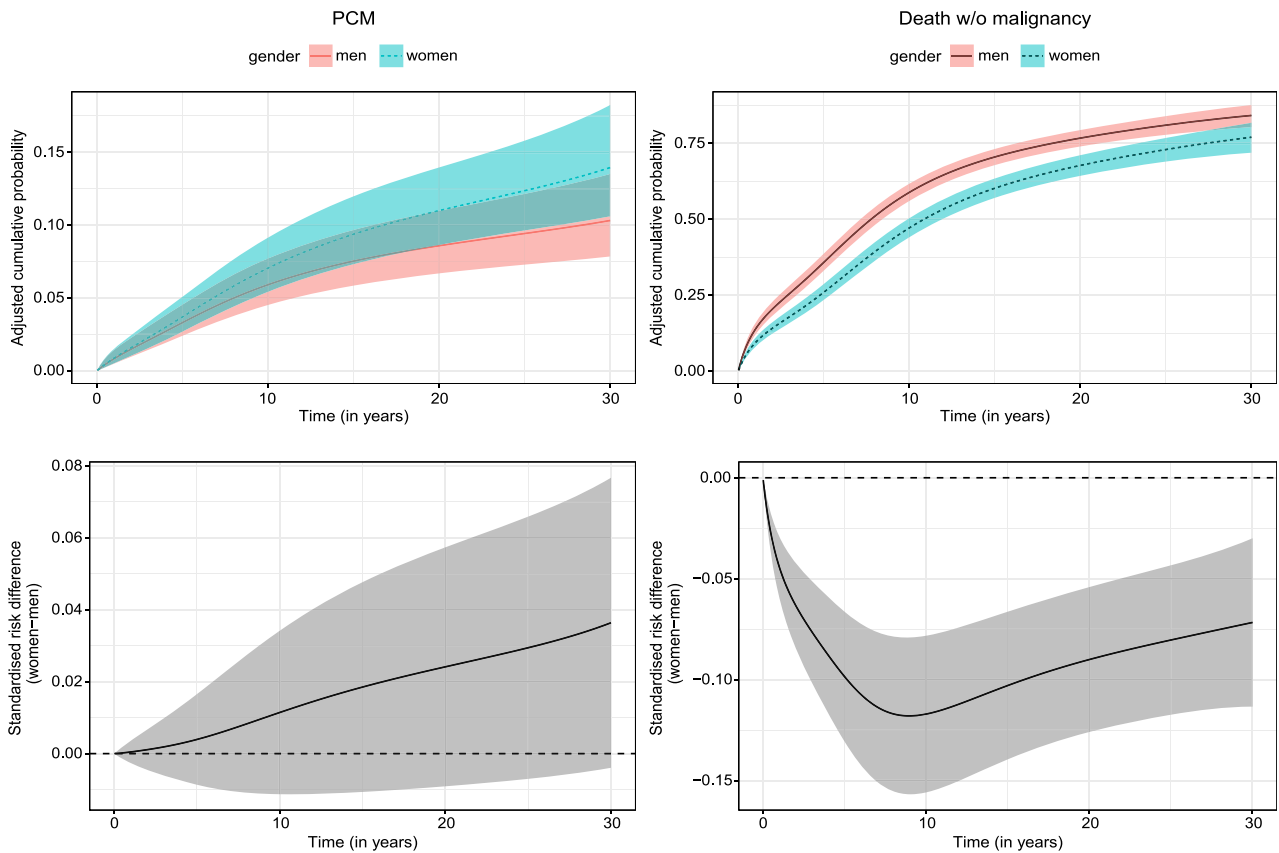 PCM
gender men women
Adjusted cumulative probability
0.15
0.10
0.05
0.00
0 10 20 30
Time (in years)
Death w/o malignancy
gender men women
Adjusted cumulative probability
0.75
0.50
0.25
0.00
0 10 20 30
Time (in years)
Standardised risk difference
(women−men)
0.08
0.06
0.04
0.02
0.00
0 10 20 30
Time (in years)
Standardised risk difference
(women−men)
0.00
−0.05
−0.10
−0.15
0 10 20 30
Time (in years)